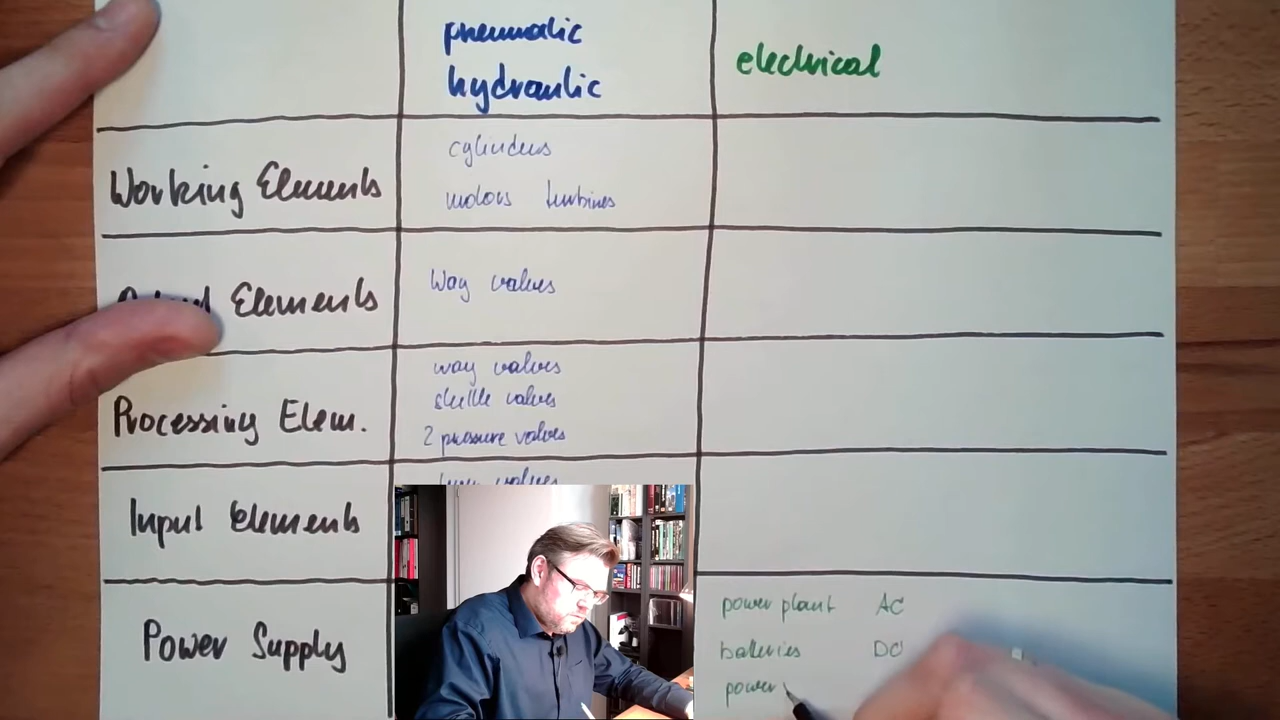 pneumatic
hydraulic
electrical
Working Elements
cylinders
motors turbines
Elements
Way valves
Processing Elem.
way valves
shuttle valves
2 pressure valves
Input Elements
valves
Power Supply
power plant AC
batteries DC
power